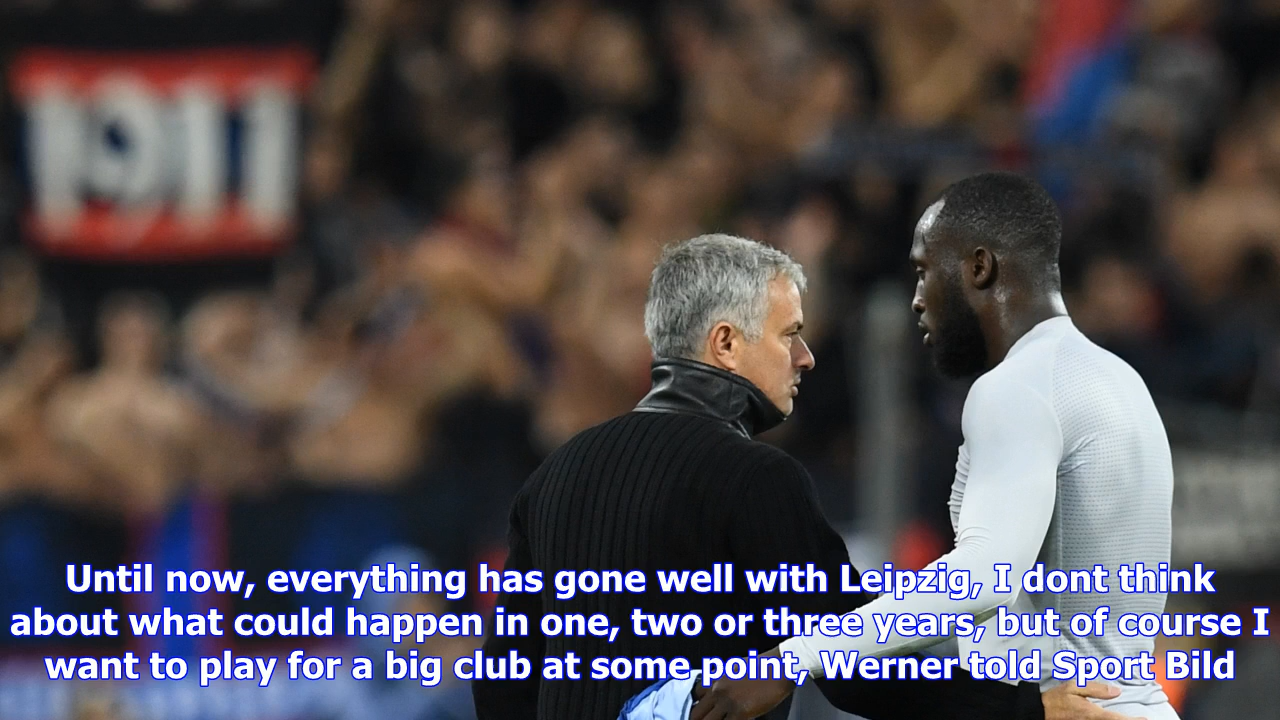 1911
Until now, everything has gone well with Leipzig, I dont think
about what could happen in one, two or three years, but of course I
want to play for a big club at some point, Werner told Sport Bild